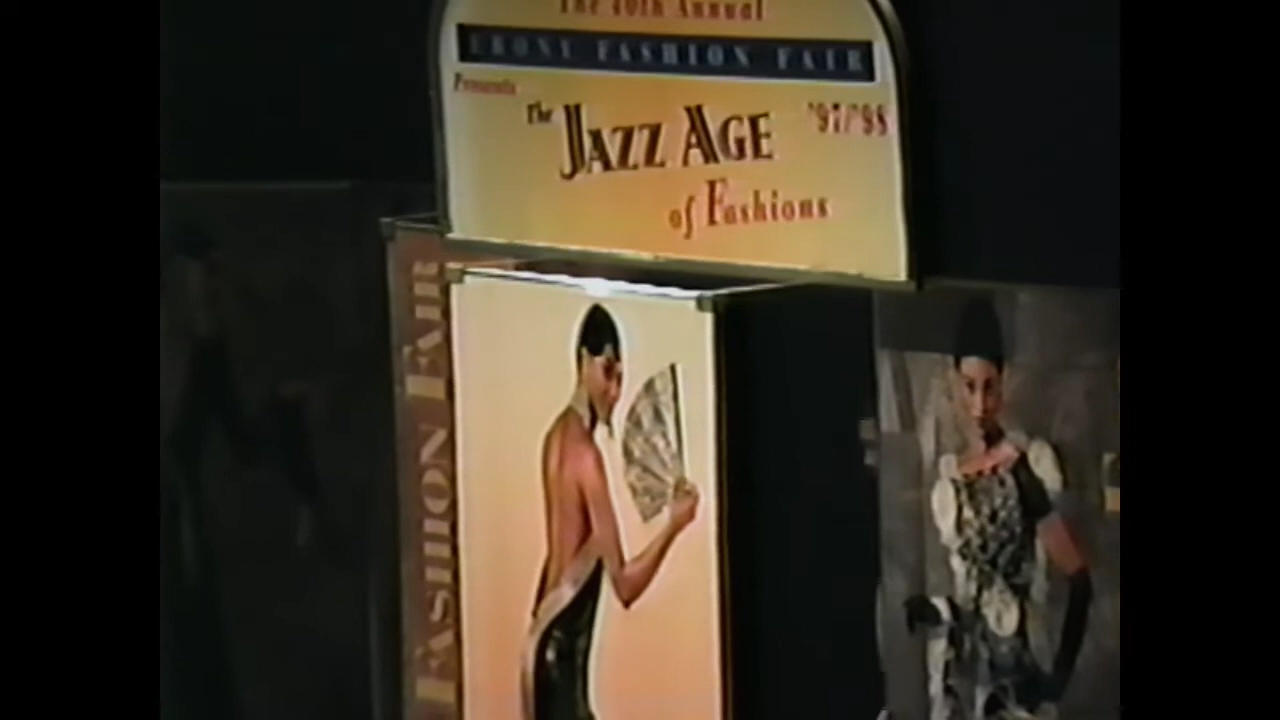 The 40th Annual
EBONY FASHION FAIR
Presents
The JAZZ AGE '97/'98
of Fashions
FASHION FAIR